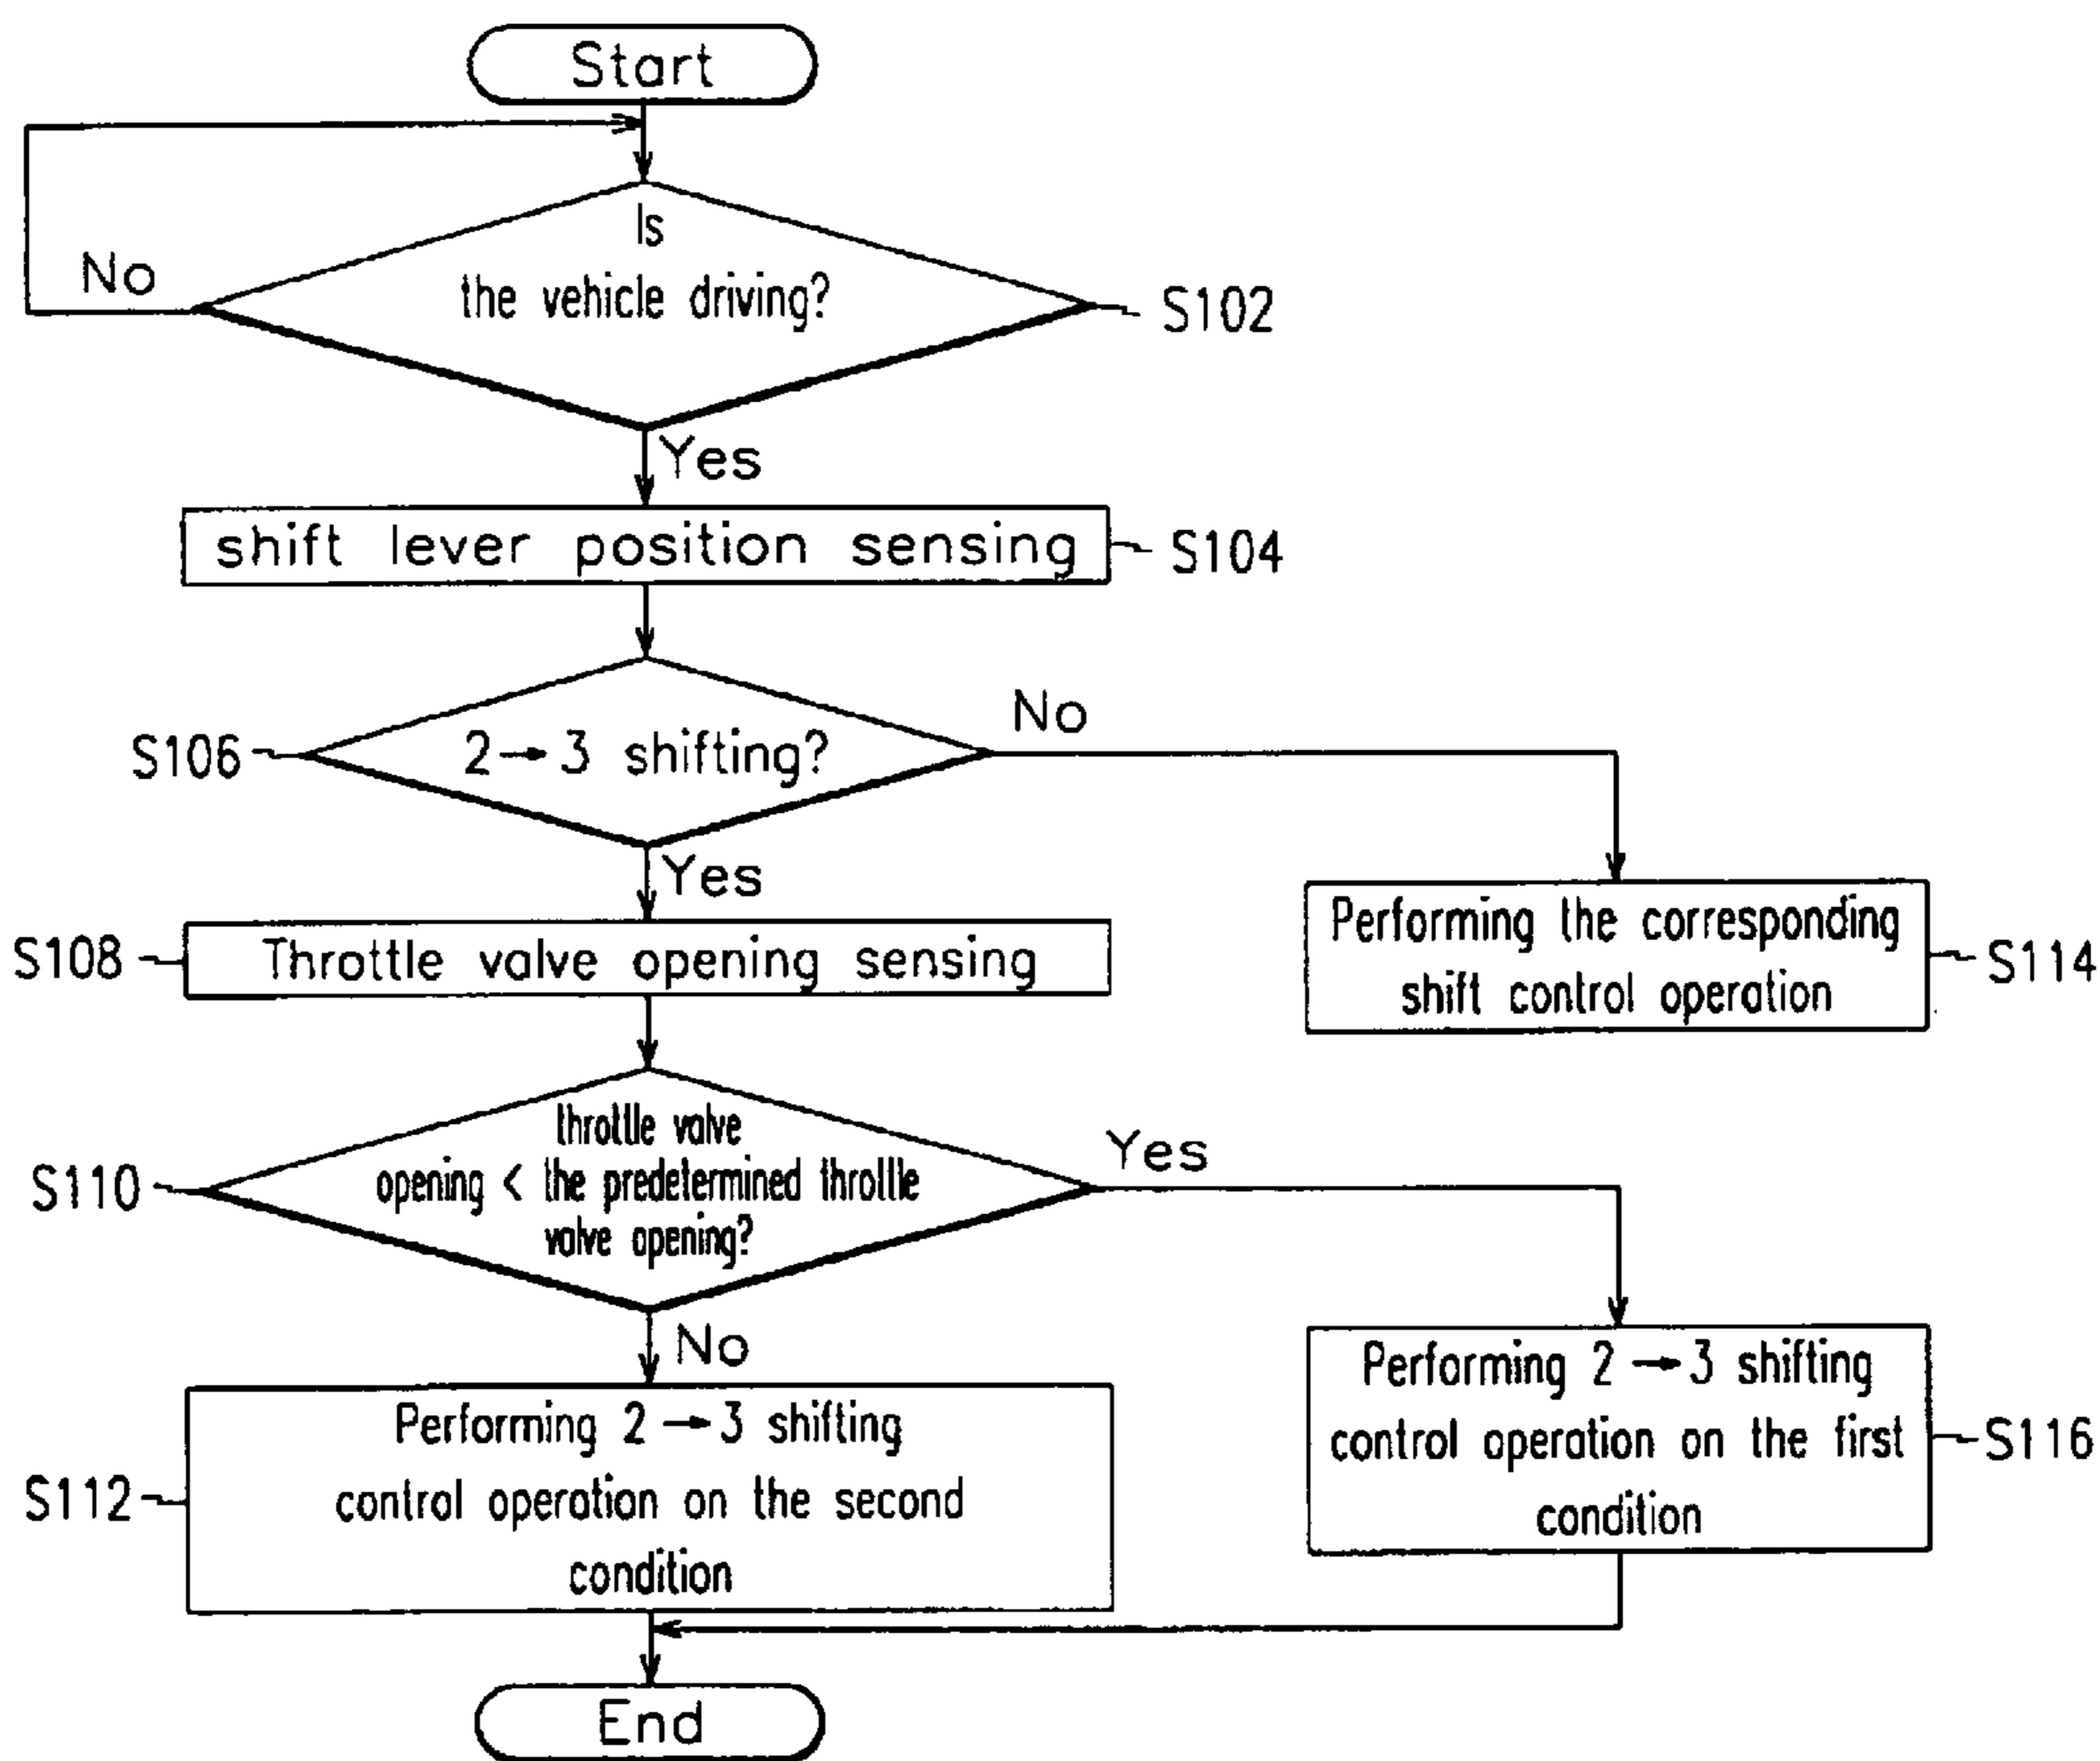 Start
Is
the vehicle driving?
No
S102
Yes
shift lever position sensing
S104
No
S106
2→3 shifting?
Yes
Performing the corresponding
shift control operation
S114
S108
Throttle valve opening sensing
throttle valve
opening < the predetermined throttle
valve opening?
Yes
S110
No
Performing 2→3 shifting
control operation on the first
condition
S116
Performing 2→3 shifting
control operation on the second
condition
S112
End